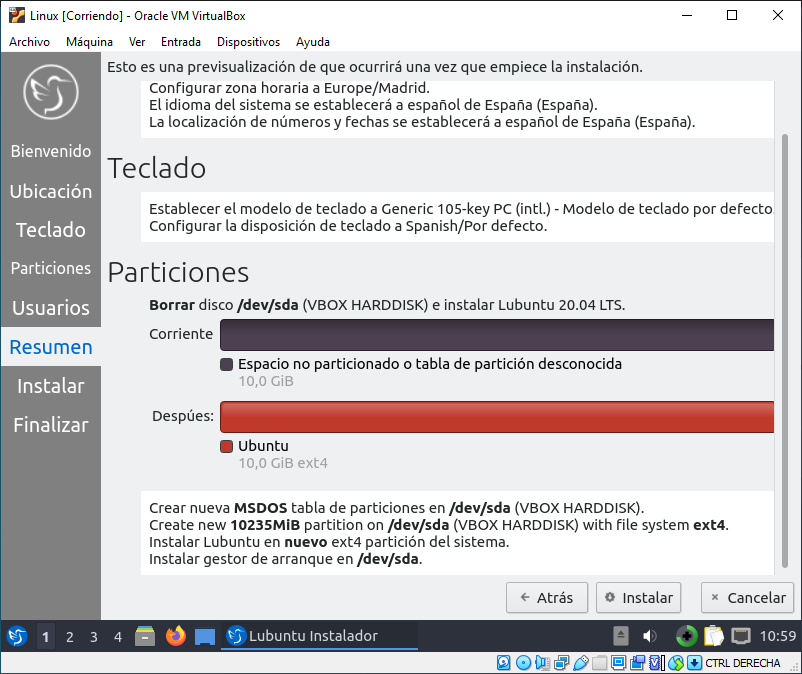 Linux [Corriendo] - Oracle VM VirtualBox
Archivo Máquina Ver Entrada Dispositivos Ayuda
Esto es una previsualización de que ocurrirá una vez que empiece la instalación.
Bienvenido
Ubicación
Teclado
Particiones
Usuarios
Resumen
Instalar
Finalizar
Configurar zona horaria a Europe/Madrid.
El idioma del sistema se establecerá a español de España (España).
La localización de números y fechas se establecerá a español de España (España).
Teclado
Establecer el modelo de teclado a Generic 105-key PC (intl.) - Modelo de teclado por defecto.
Configurar la disposición de teclado a Spanish/Por defecto.
Particiones
Borrar disco /dev/sda (VBOX HARDDISK) e instalar Lubuntu 20.04 LTS.
Corriente
Espacio no particionado o tabla de partición desconocida
10,0 GiB
Despúes:
Ubuntu
10,0 GiB ext4
Crear nueva MSDOS tabla de particiones en /dev/sda (VBOX HARDDISK).
Create new 10235MiB partition on /dev/sda (VBOX HARDDISK) with file system ext4.
Instalar Lubuntu en nuevo ext4 partición del sistema.
Instalar gestor de arranque en /dev/sda.
Atrás Instalar Cancelar
1 2 3 4 Lubuntu Instalador 10:59
CTRL DERECHA